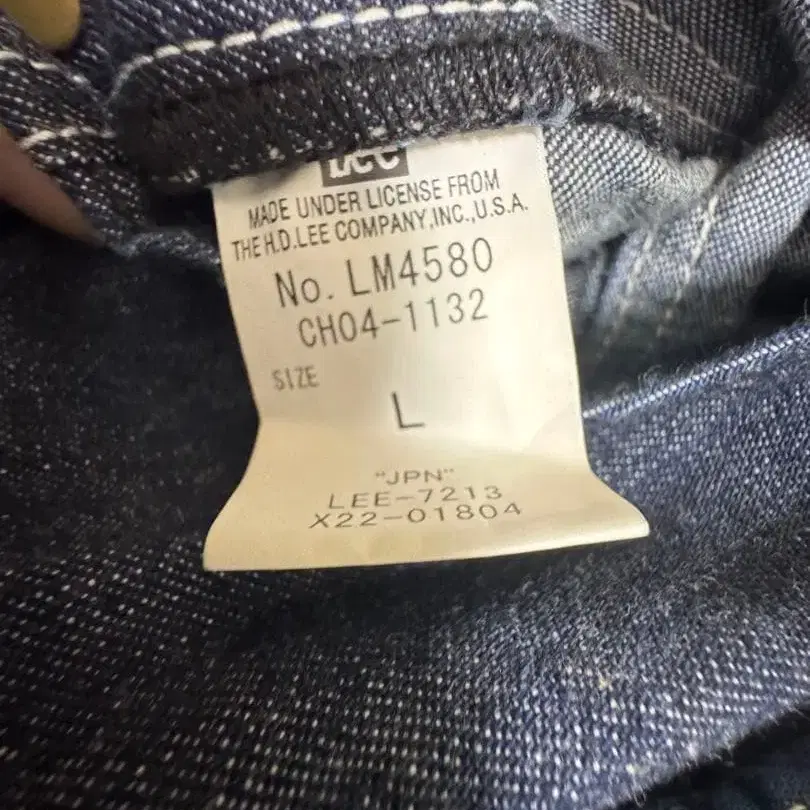 Lee
MADE UNDER LICENSE FROM
THE H.D.LEE COMPANY,INC.,U.S.A.
No. LM4580
CH04-1132
SIZE
L
"JPN"
LEE-7213
X22-01804